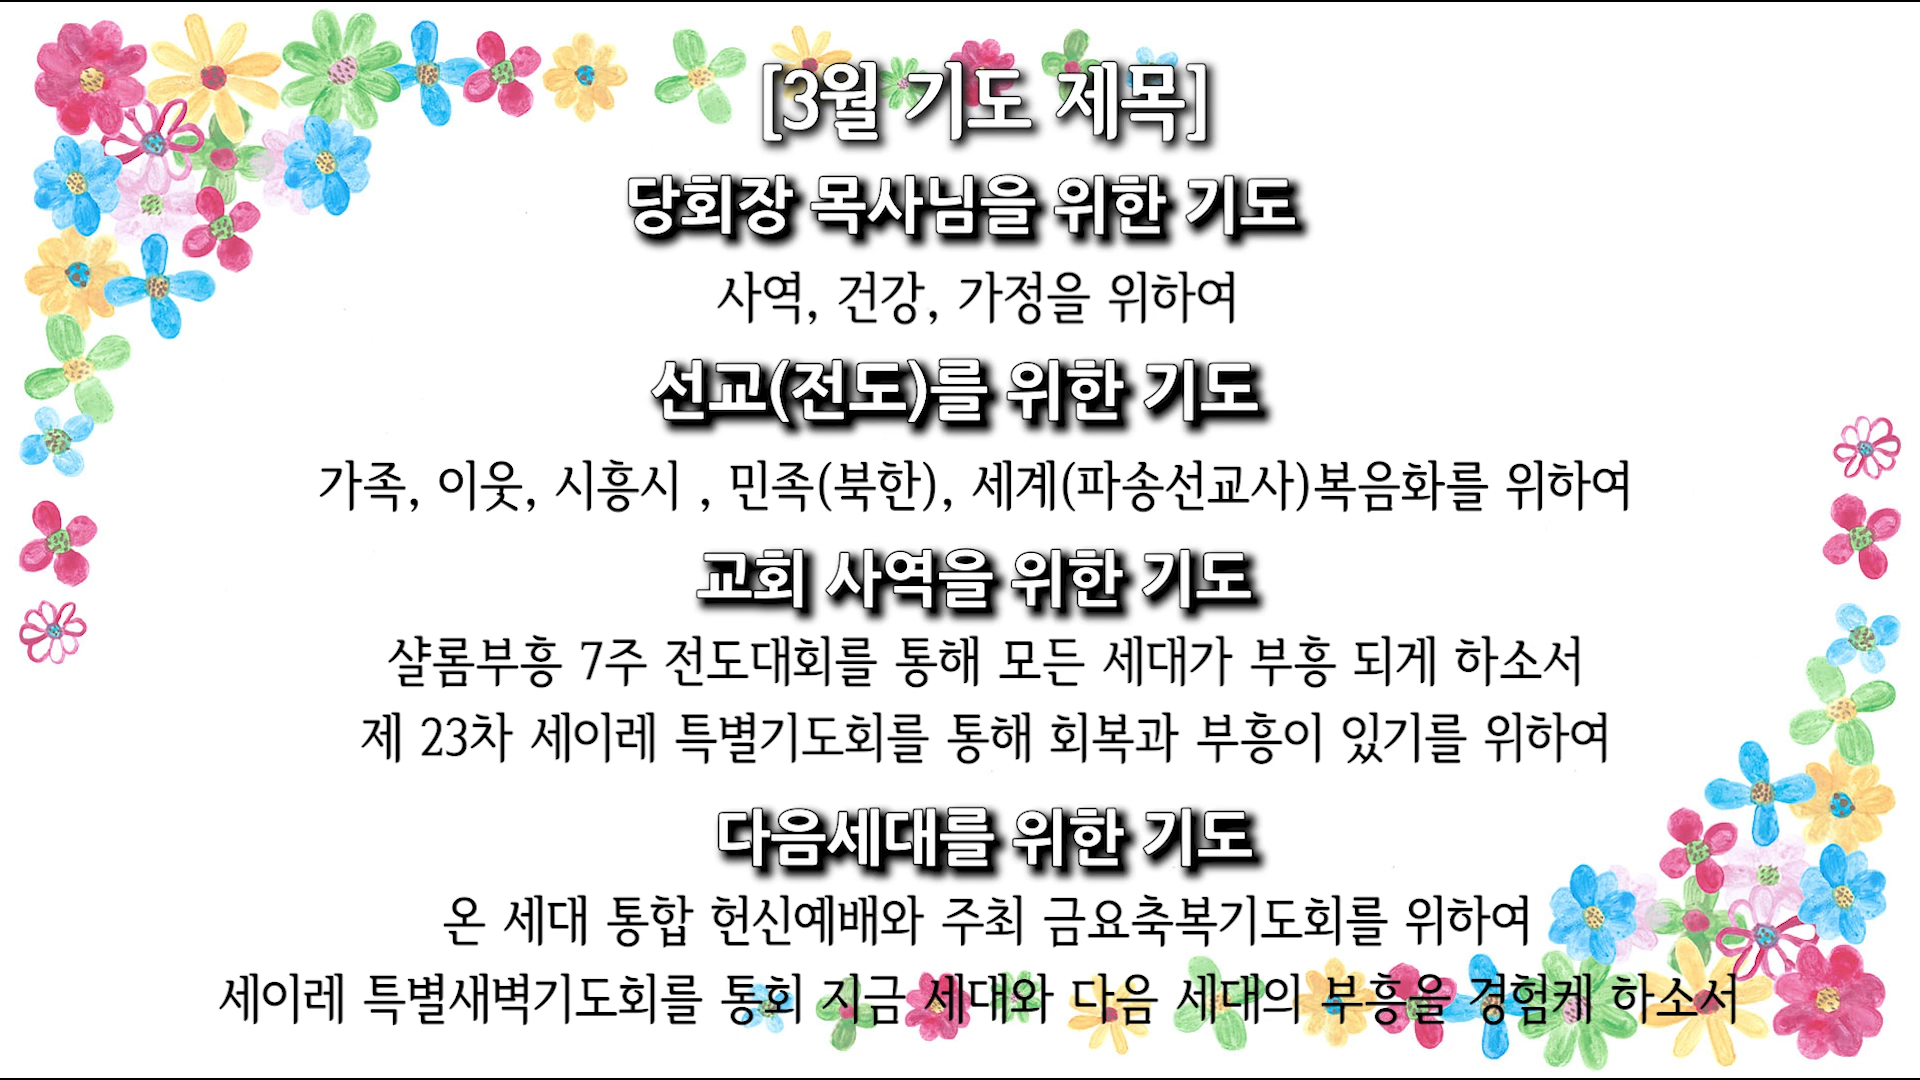 [3월 기도 제목]
당회장 목사님을 위한 기도
사역, 건강, 가정을 위하여
선교(전도)를 위한 기도
가족, 이웃, 시흥시 , 민족(북한), 세계(파송선교사)복음화를 위하여
교회 사역을 위한 기도
샬롬부흥 7주 전도대회를 통해 모든 세대가 부흥 되게 하소서
제 23차 세이레 특별기도회를 통해 회복과 부흥이 있기를 위하여
다음세대를 위한 기도
온 세대 통합 헌신예배와 주최 금요축복기도회를 위하여
세이레 특별새벽기도회를 통회 지금 세대와 다음 세대의 부흥을 경험케 하소서